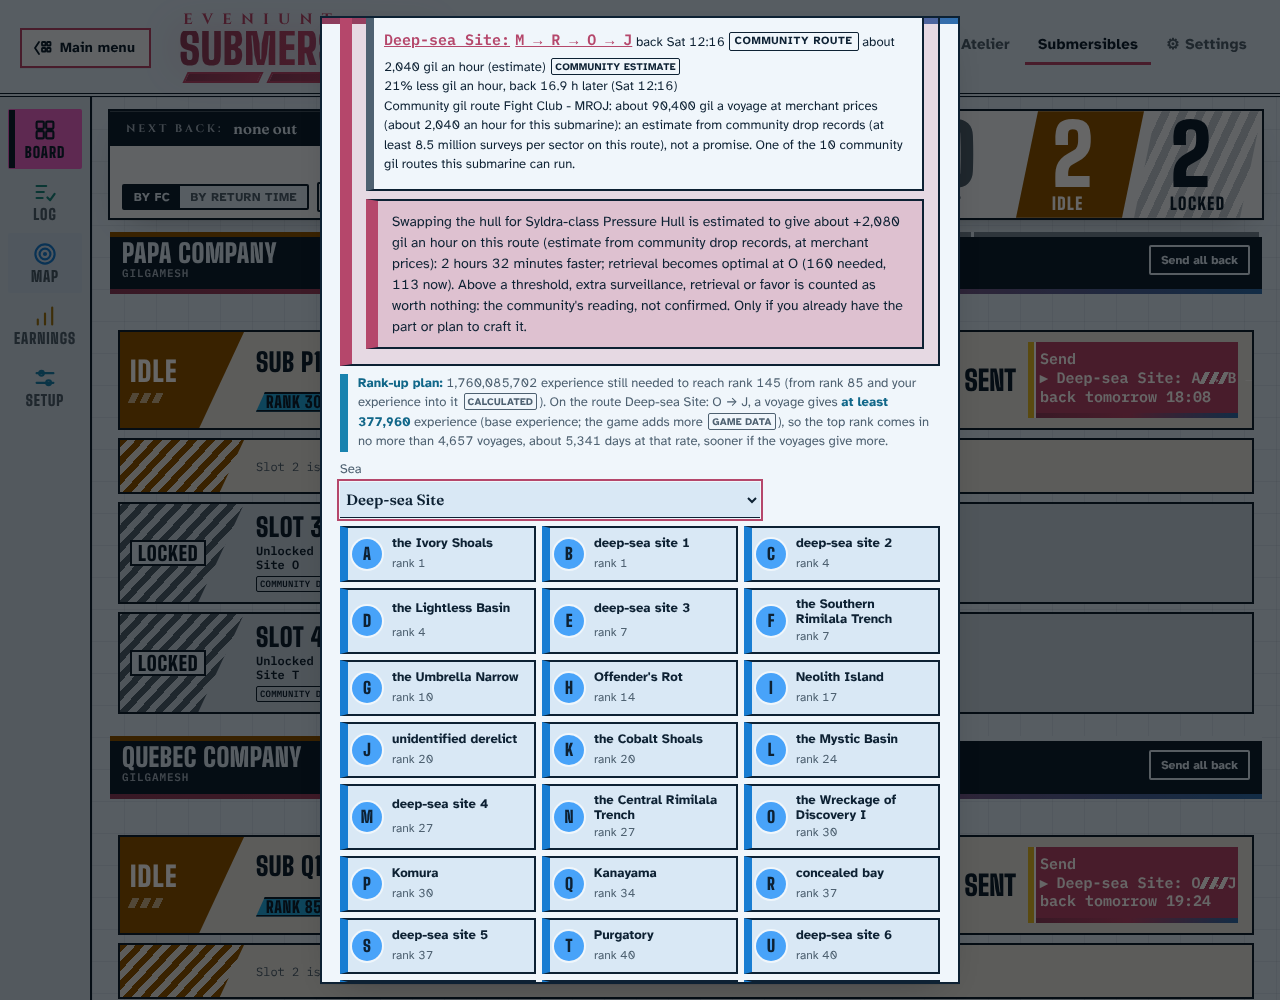 EVENIUNT
Main menu
SUBMERS
Atelier
Submersibles
Settings
BOARD
LOG
MAP
EARNINGS
SETUP
NEXT BACK: none out
BY FC
BY RETURN TIME
2
IDLE
2
LOCKED
PAPA COMPANY
GILGAMESH
Send all back
IDLE
SUB P1
RANK 30
SENT
Send
▶ Deep-sea Site: A
back tomorrow 18:08
Slot 2 is
LOCKED
SLOT 3
Unlocked
Site O
COMMUNITY D
LOCKED
SLOT 4
Unlocked
Site T
COMMUNITY D
QUEBEC COMPANY
GILGAMESH
Send all back
IDLE
SUB Q1
RANK 85
SENT
Send
▶ Deep-sea Site: O
back tomorrow 19:24
Slot 2 is
Deep-sea Site: M → R → O → J back Sat 12:16 COMMUNITY ROUTE about
2,040 gil an hour (estimate) COMMUNITY ESTIMATE
21% less gil an hour, back 16.9 h later (Sat 12:16)
Community gil route Fight Club - MROJ: about 90,400 gil a voyage at merchant prices
(about 2,040 an hour for this submarine): an estimate from community drop records (at
least 8.5 million surveys per sector on this route), not a promise. One of the 10 community
gil routes this submarine can run.
Swapping the hull for Syldra-class Pressure Hull is estimated to give about +2,080
gil an hour on this route (estimate from community drop records, at merchant
prices): 2 hours 32 minutes faster; retrieval becomes optimal at O (160 needed,
113 now). Above a threshold, extra surveillance, retrieval or favor is counted as
worth nothing: the community's reading, not confirmed. Only if you already have the
part or plan to craft it.
Rank-up plan: 1,760,085,702 experience still needed to reach rank 145 (from rank 85 and your
experience into it CALCULATED ). On the route Deep-sea Site: O → J, a voyage gives at least
377,960 experience (base experience; the game adds more GAME DATA ), so the top rank comes in
no more than 4,657 voyages, about 5,341 days at that rate, sooner if the voyages give more.
Sea
Deep-sea Site
A the Ivory Shoals
rank 1
B deep-sea site 1
rank 1
C deep-sea site 2
rank 4
D the Lightless Basin
rank 4
E deep-sea site 3
rank 7
F the Southern
Rimilala Trench
rank 7
G the Umbrella Narrow
rank 10
H Offender's Rot
rank 14
I Neolith Island
rank 17
J unidentified derelict
rank 20
K the Cobalt Shoals
rank 20
L the Mystic Basin
rank 24
M deep-sea site 4
rank 27
N the Central Rimilala
Trench
rank 27
O the Wreckage of
Discovery I
rank 30
P Komura
rank 30
Q Kanayama
rank 34
R concealed bay
rank 37
S deep-sea site 5
rank 37
T Purgatory
rank 40
U deep-sea site 6
rank 40